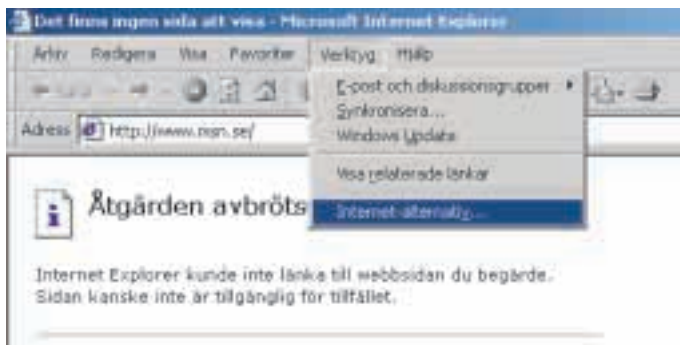 Det finns ingen sida att visa - Microsoft Internet Explorer
Arkiv Redigera Visa Favoriter Verktyg Hjälp
E-post och diskussionsgrupper
Synkronisera...
Windows Update
Visa relaterade länkar
Internet-alternativ...
Adress http://www.msn.se/
Åtgärden avbröts
Internet Explorer kunde inte länka till webbsidan du begärde.
Sidan kanske inte är tillgänglig för tillfället.